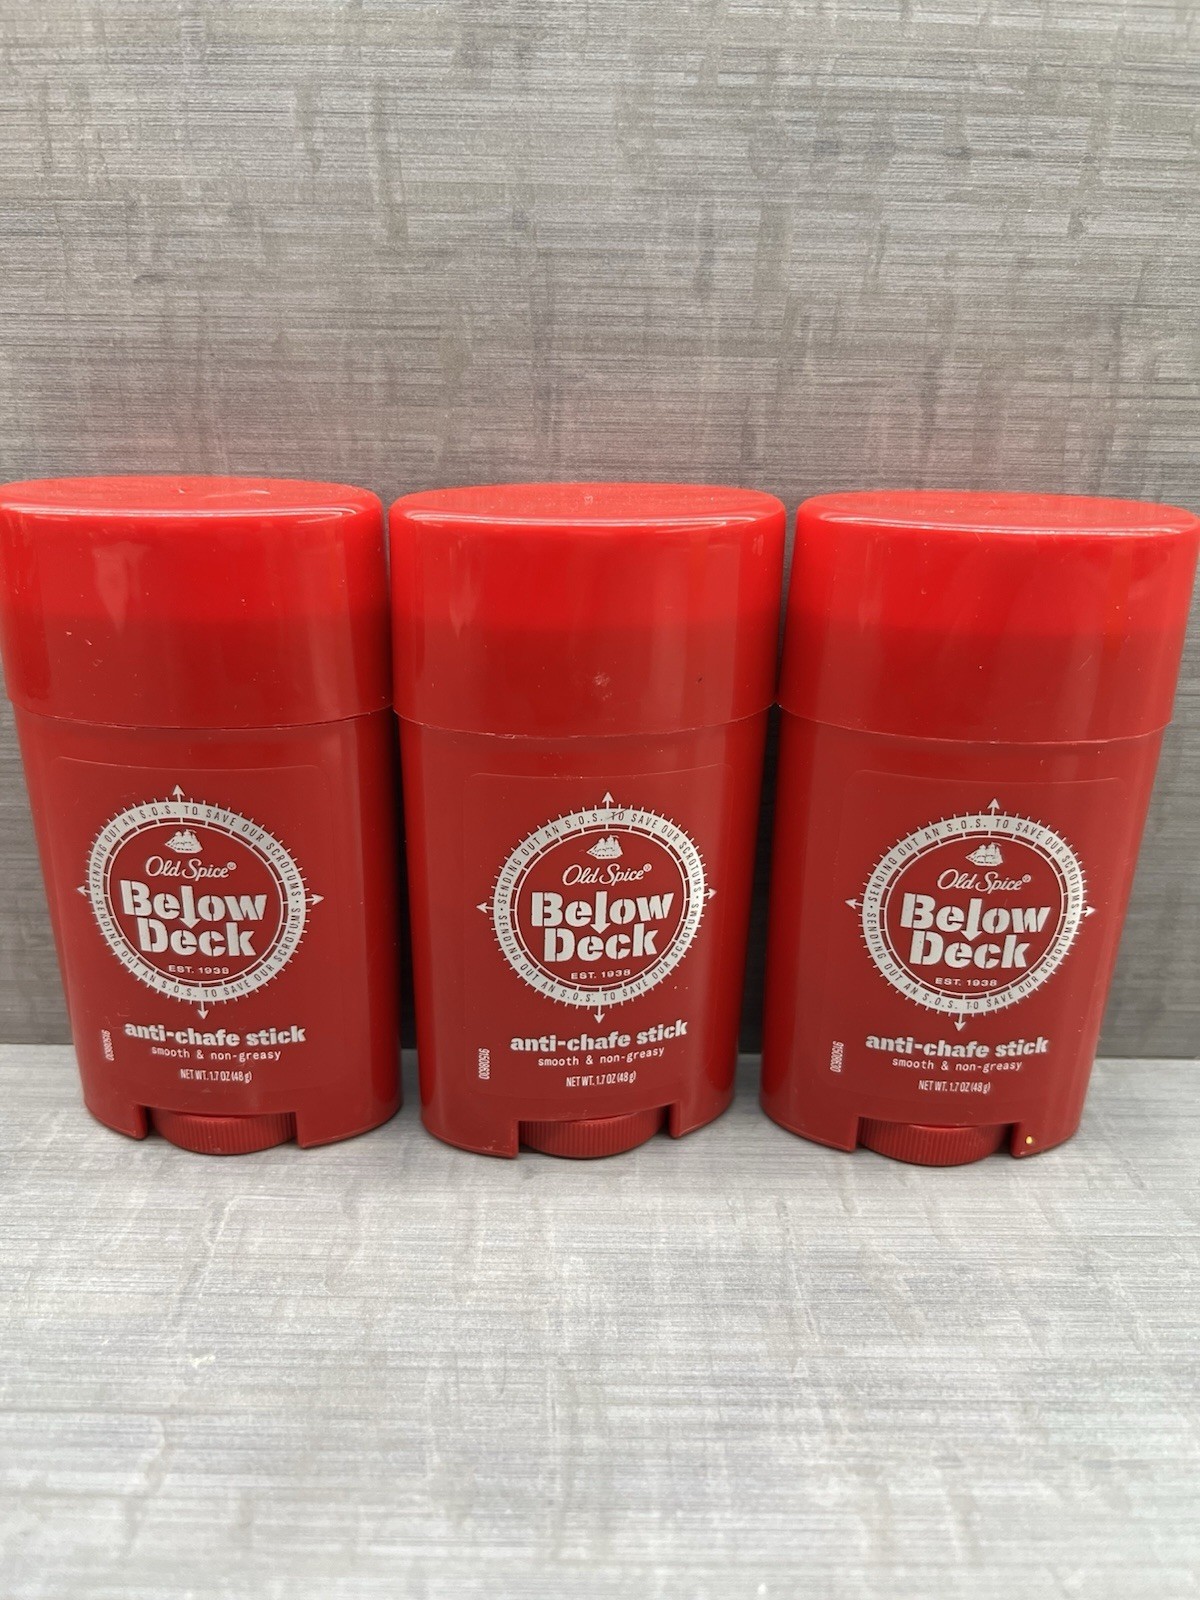 SENDING OUT AN S.O.S. TO SAVE OUR SCROTUMS · SENDING OUT AN S.O.S. TO SAVE OUR SCROTUMS ·
Old Spice®
Below
Deck
EST. 1938
anti-chafe stick
smooth & non-greasy
NET WT. 1.7 OZ (48 g)
SENDING OUT AN S.O.S. TO SAVE OUR SCROTUMS · SENDING OUT AN S.O.S. TO SAVE OUR SCROTUMS ·
Old Spice®
Below
Deck
EST. 1938
anti-chafe stick
smooth & non-greasy
NET WT. 1.7 OZ (48 g)
SENDING OUT AN S.O.S. TO SAVE OUR SCROTUMS · SENDING OUT AN S.O.S. TO SAVE OUR SCROTUMS ·
Old Spice®
Below
Deck
EST. 1938
anti-chafe stick
smooth & non-greasy
NET WT. 1.7 OZ (48 g)